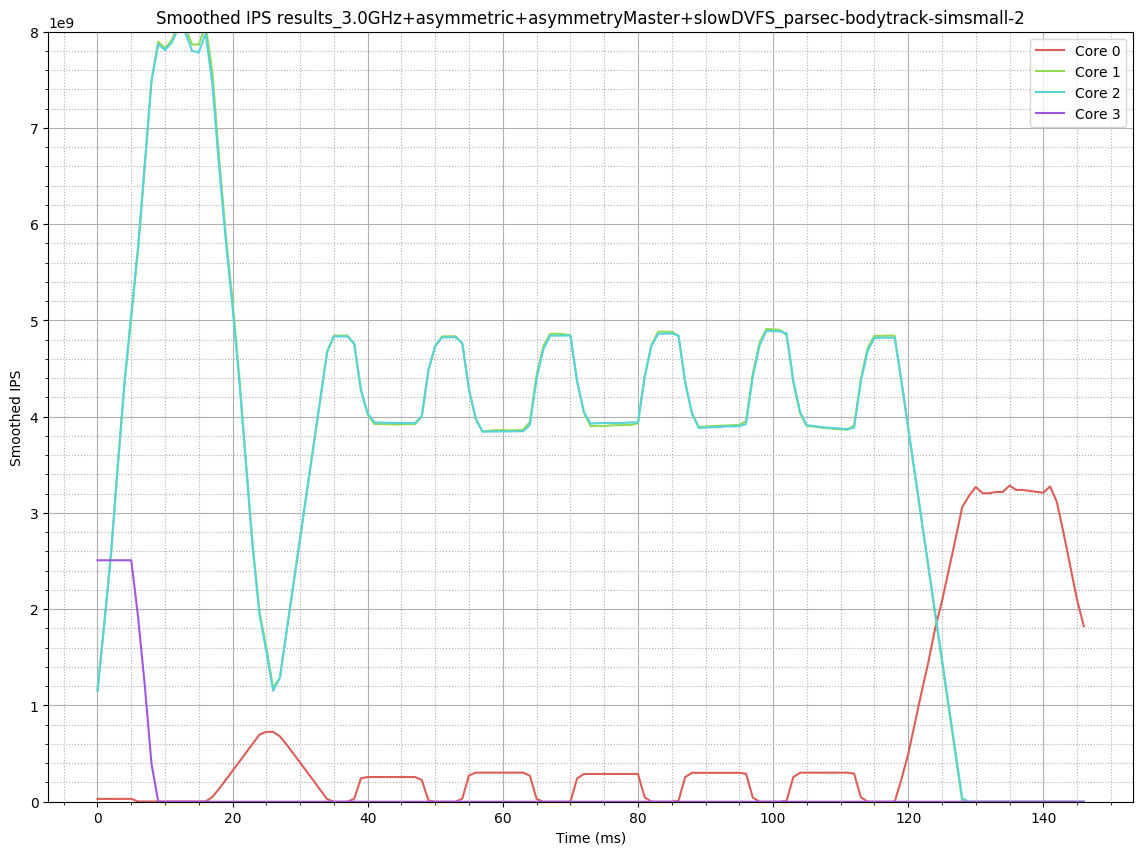 Smoothed IPS results_3.0GHz+asymmetric+asymmetryMaster+slowDVFS_parsec-bodytrack-simsmall-2
1e9
Core 0
Core 1
Core 2
Core 3
8
7
6
5
4
3
2
1
0
Smoothed IPS
0 20 40 60 80 100 120 140
Time (ms)